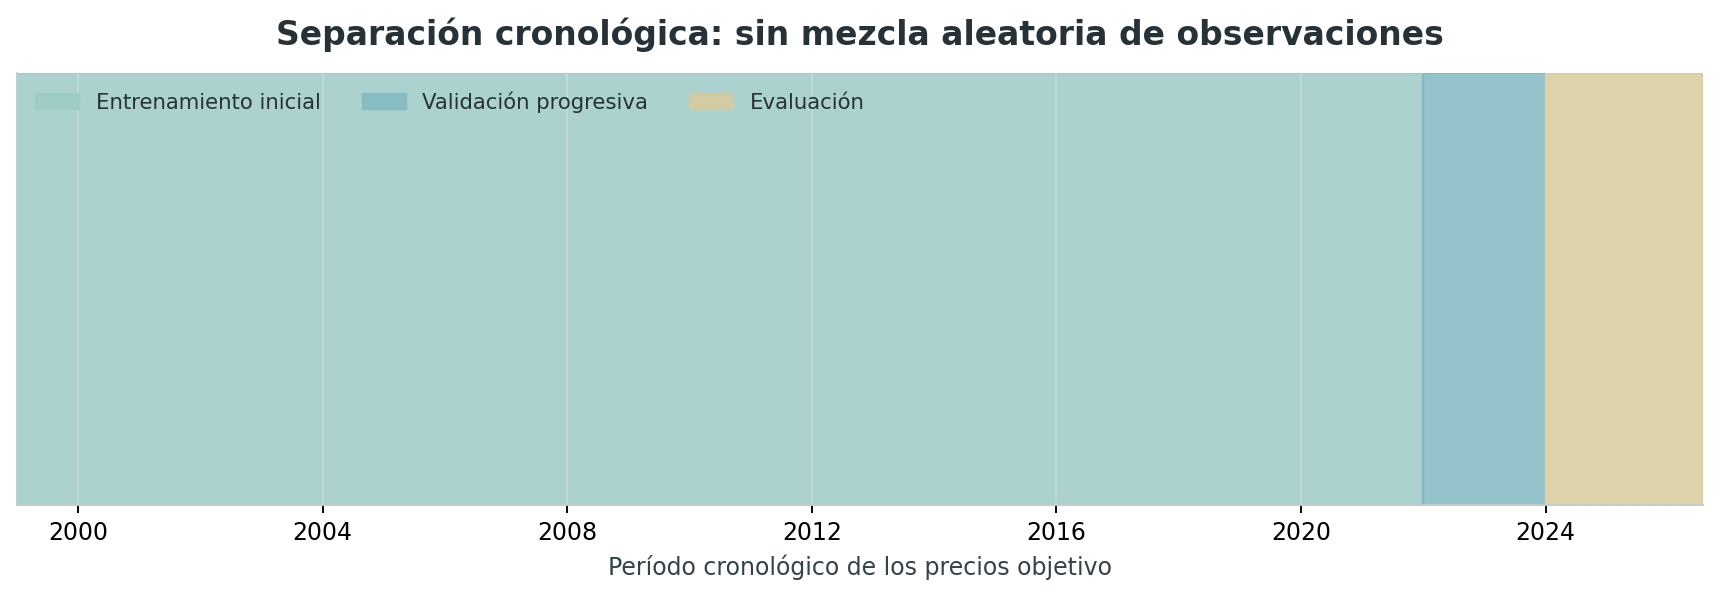 Separación cronológica: sin mezcla aleatoria de observaciones
Entrenamiento inicial Validación progresiva Evaluación
2000 2004 2008 2012 2016 2020 2024
Período cronológico de los precios objetivo